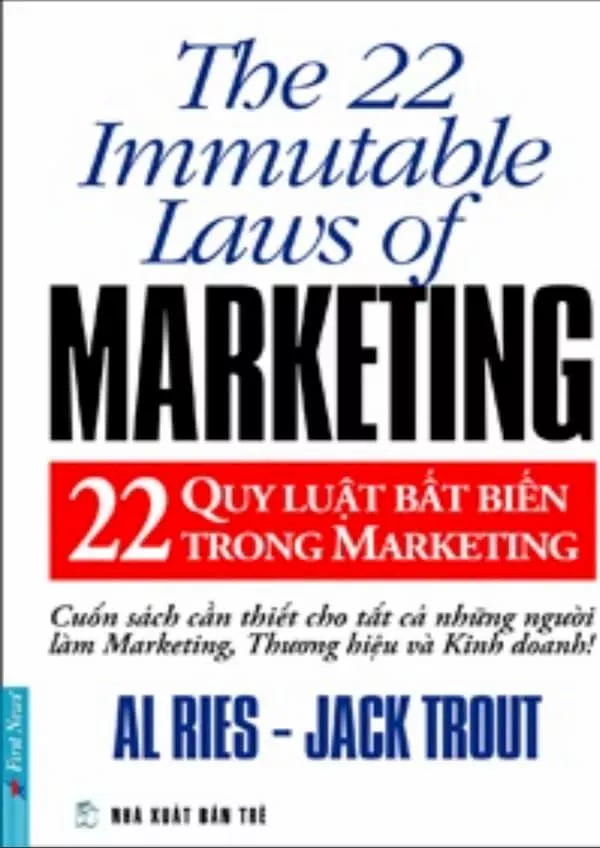 The 22
Immutable
Laws of
MARKETING
22 QUY LUẬT BẤT BIẾN
TRONG MARKETING
Cuốn sách cần thiết cho tất cả những người
làm Marketing, Thương hiệu và Kinh doanh!
AL RIES - JACK TROUT
First News
NHÀ XUẤT BẢN TRẺ